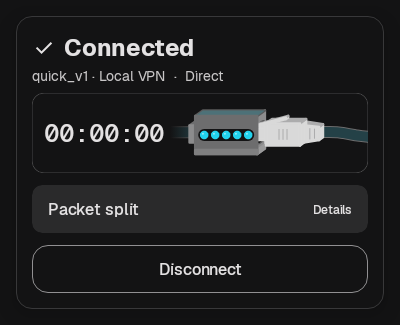 Connected
quick_v1 · Local VPN · Direct
00:00:00
Packet split Details
Disconnect